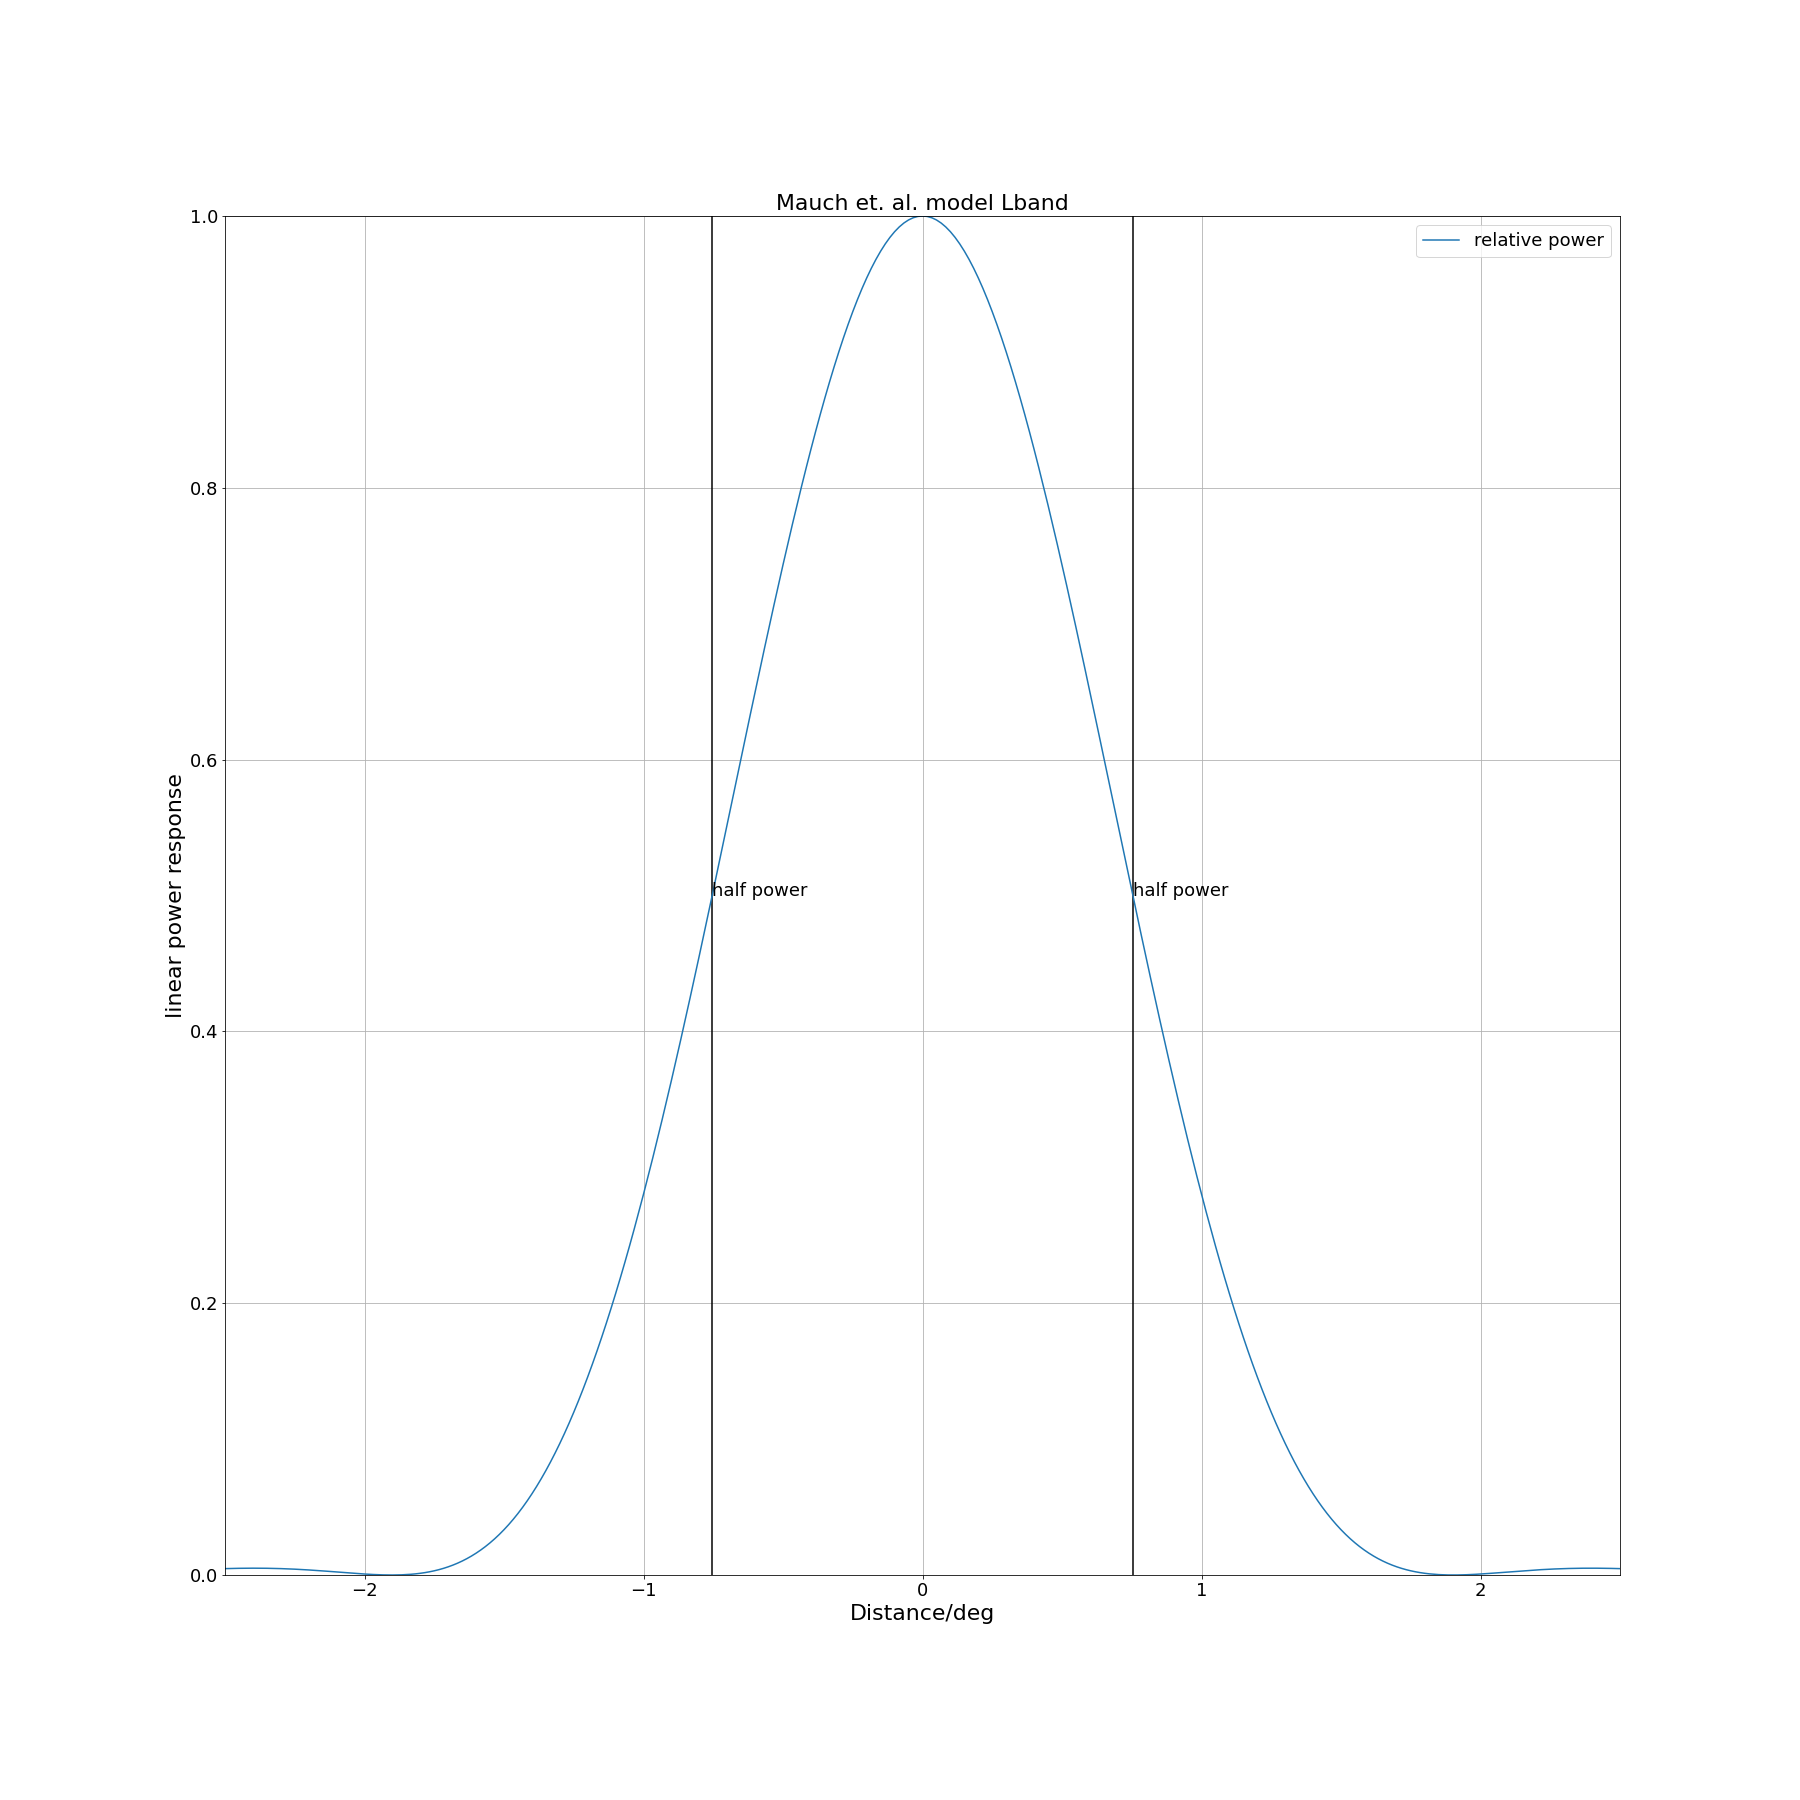 Mauch et. al. model Lband
relative power
1.0
0.8
0.6
0.4
0.2
0.0
linear power response
half power
half power
−2
−1
0
1
2
Distance/deg